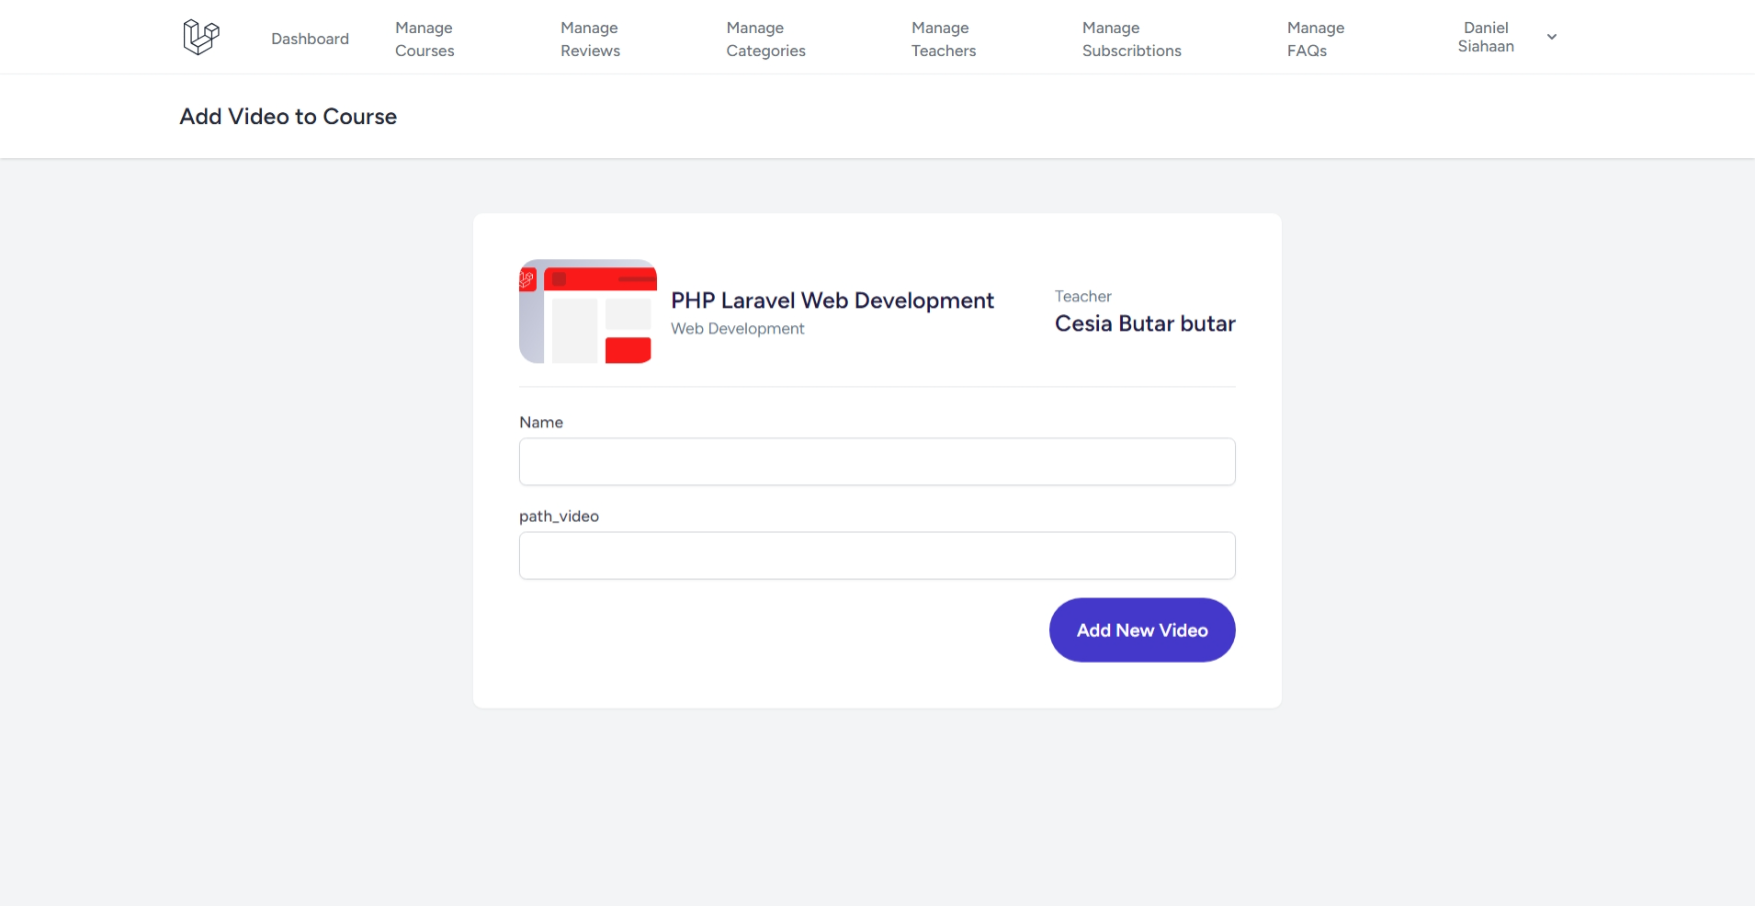 Dashboard
Manage
Courses
Manage
Reviews
Manage
Categories
Manage
Teachers
Manage
Subscribtions
Manage
FAQs
Daniel
Siahaan
Add Video to Course
PHP Laravel Web Development
Web Development
Teacher
Cesia Butar butar
Name
path_video
Add New Video